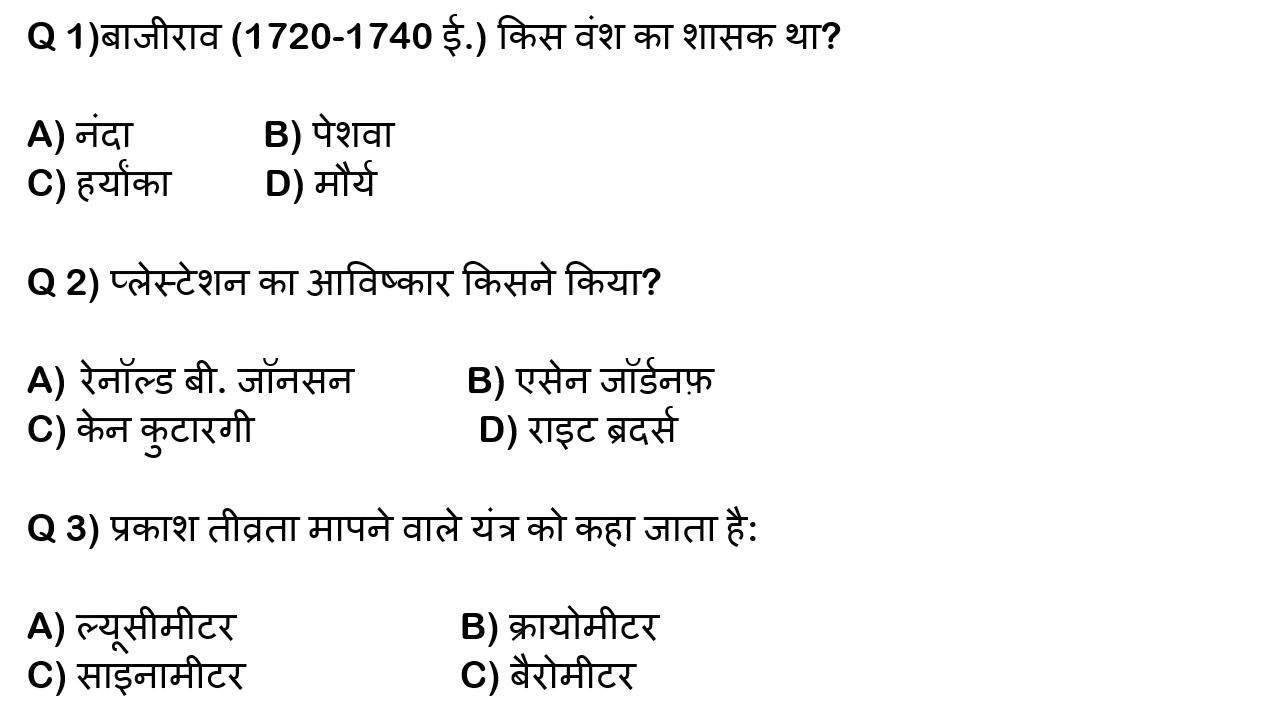 Q 1)बाजीराव (1720-1740 ई.) किस वंश का शासक था?
A) नंदा B) पेशवा
C) हर्यांका D) मौर्य
Q 2) प्लेस्टेशन का आविष्कार किसने किया?
A) रेनॉल्ड बी. जॉनसन B) एसेन जॉर्डनफ़
C) केन कुटारगी D) राइट ब्रदर्स
Q 3) प्रकाश तीव्रता मापने वाले यंत्र को कहा जाता है:
A) ल्यूसीमीटर B) क्रायोमीटर
C) साइनामीटर C) बैरोमीटर